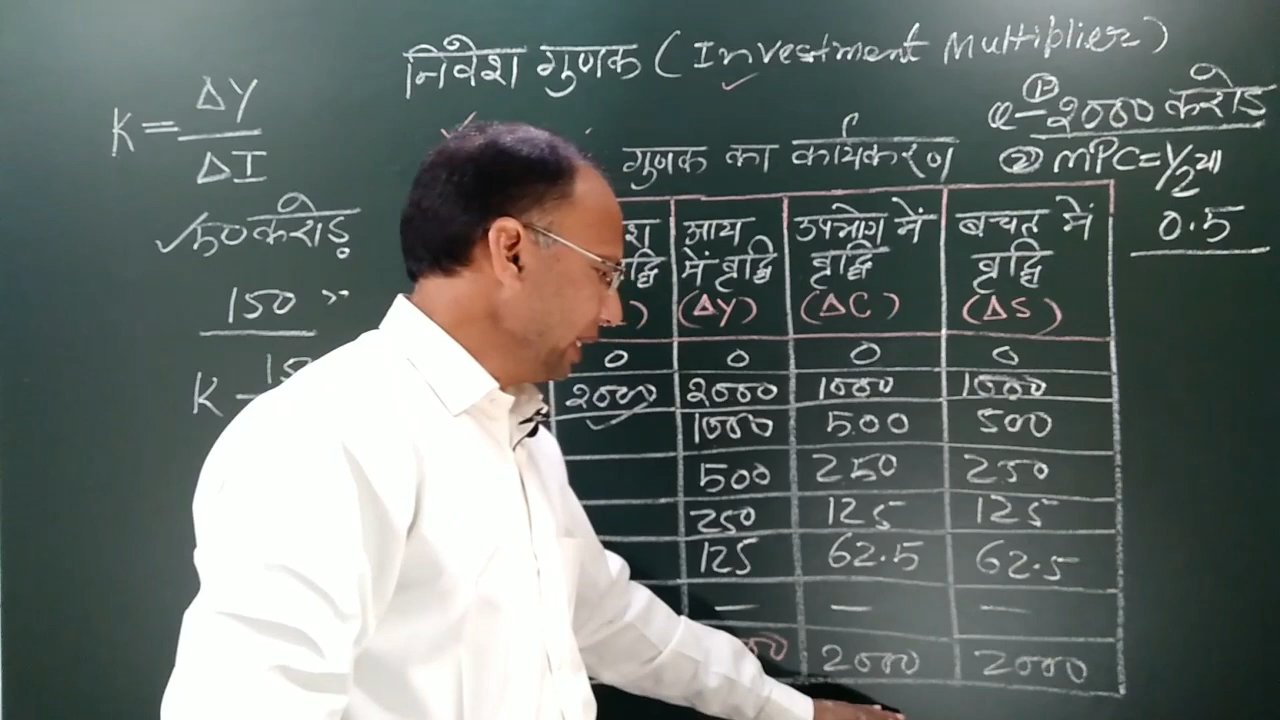 निवेश गुणक (Investment Multiplier)
K = ΔY
ΔI
✓50 करोड़
150 "
K
Q - ① 2000 करोड़
② MPC = 1/2 या
0.5
गुणका का कार्यकरण
आय में वृद्धि (ΔY) उपभोग में वृद्धि (ΔC) बचत में वृद्धि (ΔS)
0 0 0 0
2000 2000 1000 1000
1000 500 500
500 250 250
250 125 125
125 62.5 62.5
— — —
2000 2000